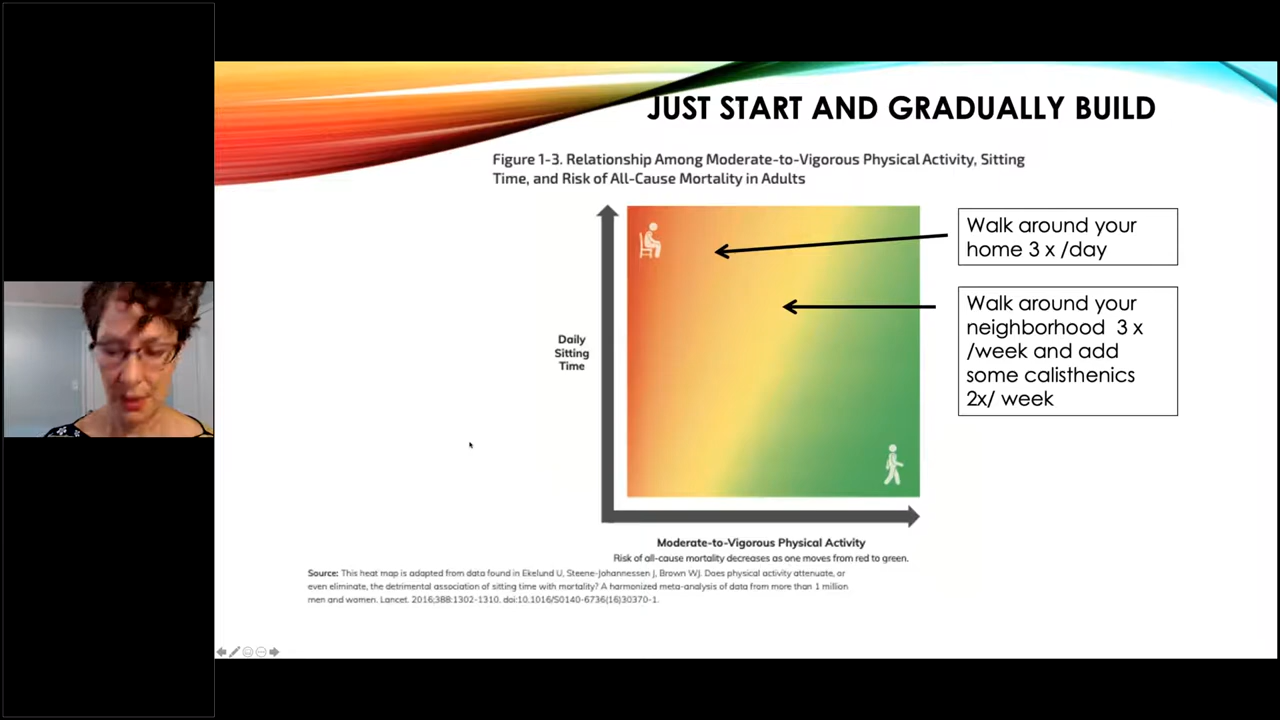 JUST START AND GRADUALLY BUILD
Figure 1-3. Relationship Among Moderate-to-Vigorous Physical Activity, Sitting
Time, and Risk of All-Cause Mortality in Adults
Walk around your
home 3 x /day
Walk around your
neighborhood 3 x
/week and add
some calisthenics
2x/ week
Daily
Sitting
Time
Moderate-to-Vigorous Physical Activity
Risk of all-cause mortality decreases as one moves from red to green.
Source: This heat map is adapted from data found in Ekelund U, Steene-Johannessen J, Brown WJ. Does physical activity attenuate, or
even eliminate, the detrimental association of sitting time with mortality? A harmonized meta-analysis of data from more than 1 million
men and women. Lancet. 2016;388:1302-1310. doi:10.1016/S0140-6736(16)30370-1.